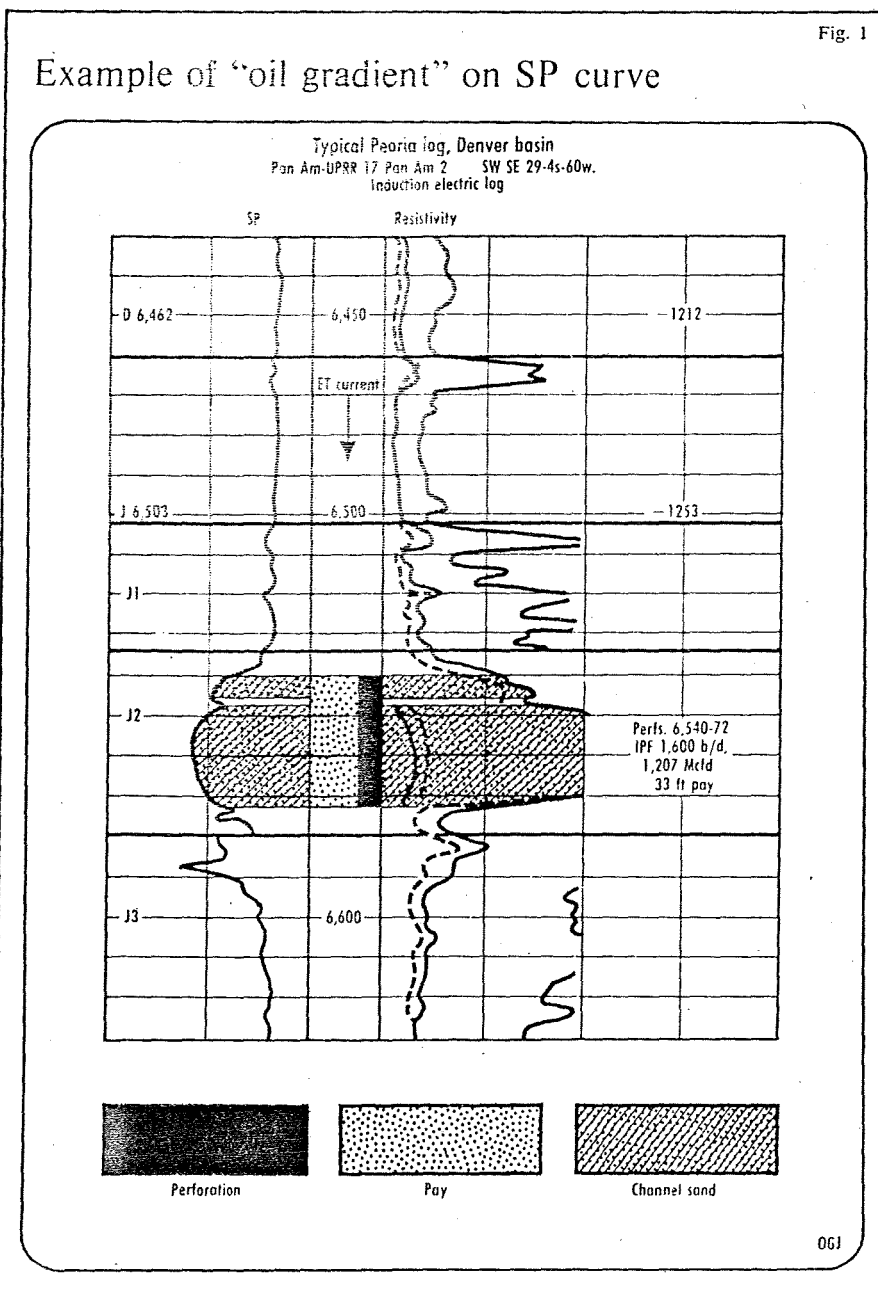 Fig. 1
Example of "oil gradient" on SP curve
Typical Peoria log, Denver basin
Pan Am-UPRR 17 Pan Am 2 SW SE 29-4s-60w.
Induction electric log
SP Resistivity
D 6,462 6,450 -1212
ET current
J 6,503 6,500 -1253
J1
J2
Perfs. 6,540-72
IPF 1,600 b/d,
1,207 Mcfd
33 ft pay
J3 6,600
Perforation Pay Channel sand
OGJ